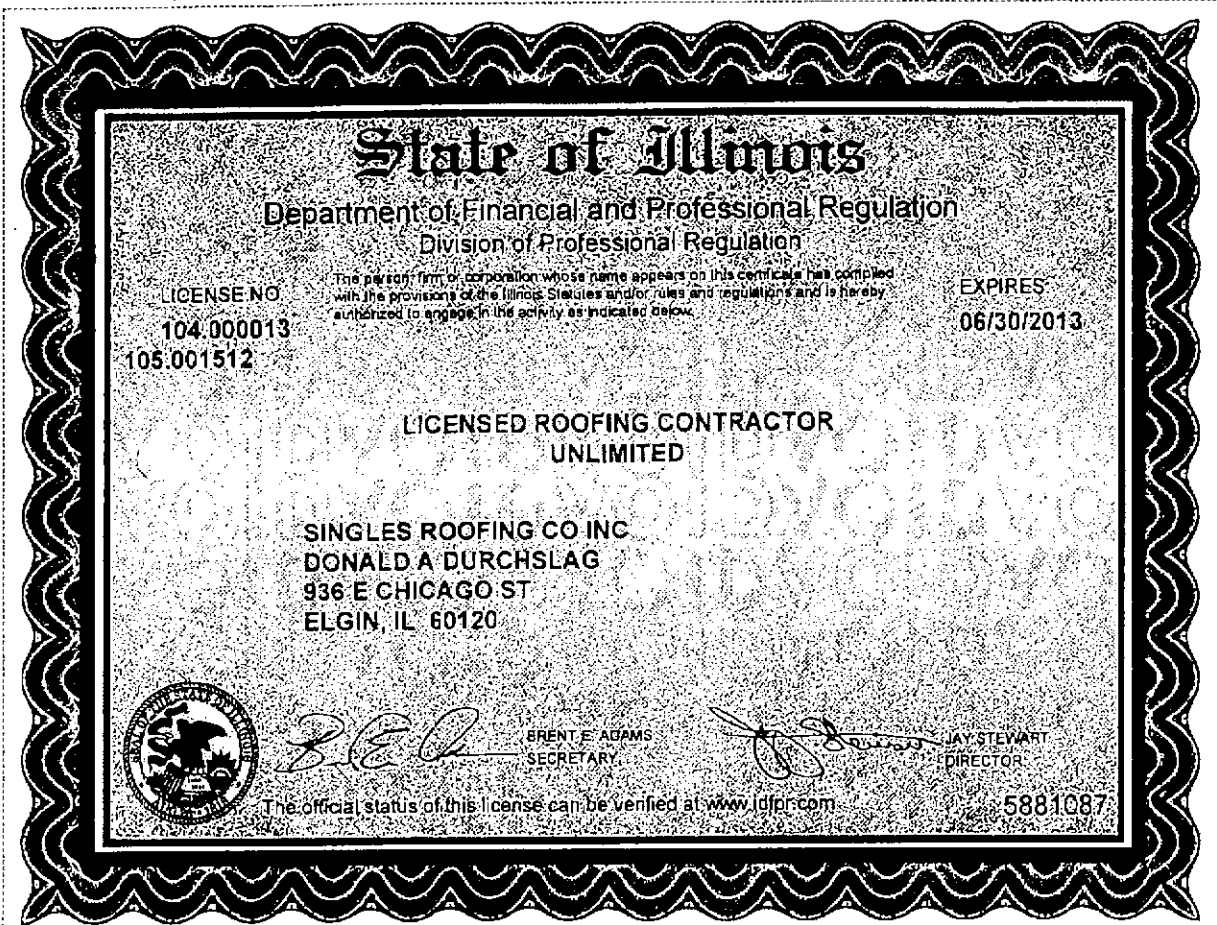 State of Illinois
Department of Financial and Professional Regulation
Division of Professional Regulation
LICENSE NO.
104.000013
105.001512
The person, firm or corporation whose name appears on this certificate has complied
with the provisions of the Illinois Statutes and/or rules and regulations and is hereby
authorized to engage in the activity as indicated below.
EXPIRES
06/30/2013
LICENSED ROOFING CONTRACTOR
UNLIMITED
SINGLES ROOFING CO INC
DONALD A DURCHSLAG
936 E CHICAGO ST
ELGIN, IL 60120
BRENT E. ADAMS
SECRETARY
JAY STEWART
DIRECTOR
The official status of this license can be verified at www.idfpr.com
5881087